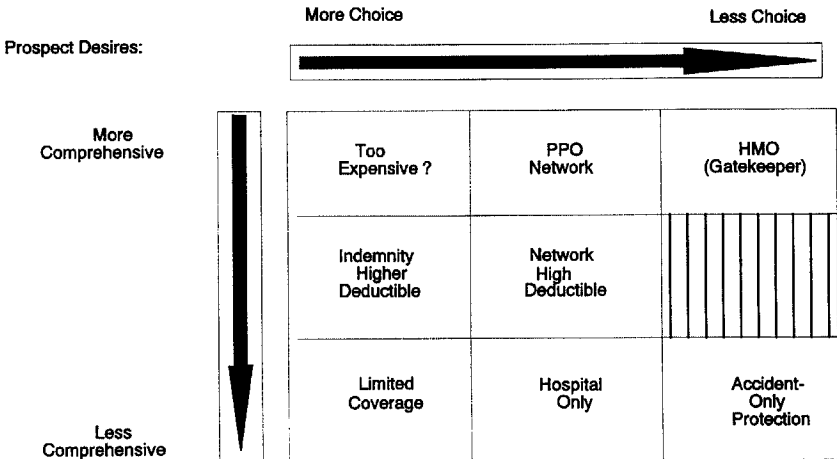 More Choice
Less Choice
Prospect Desires:
More
Comprehensive
Too
Expensive ?
PPO
Network
HMO
(Gatekeeper)
Indemnity
Higher
Deductible
Network
High
Deductible
Limited
Coverage
Hospital
Only
Accident-
Only
Protection
Less
Comprehensive